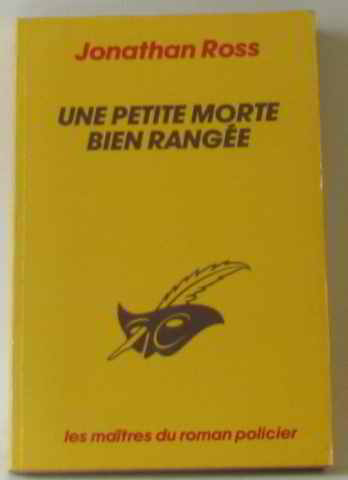 Jonathan Ross
UNE PETITE MORTE
BIEN RANGÉE
les maîtres du roman policier